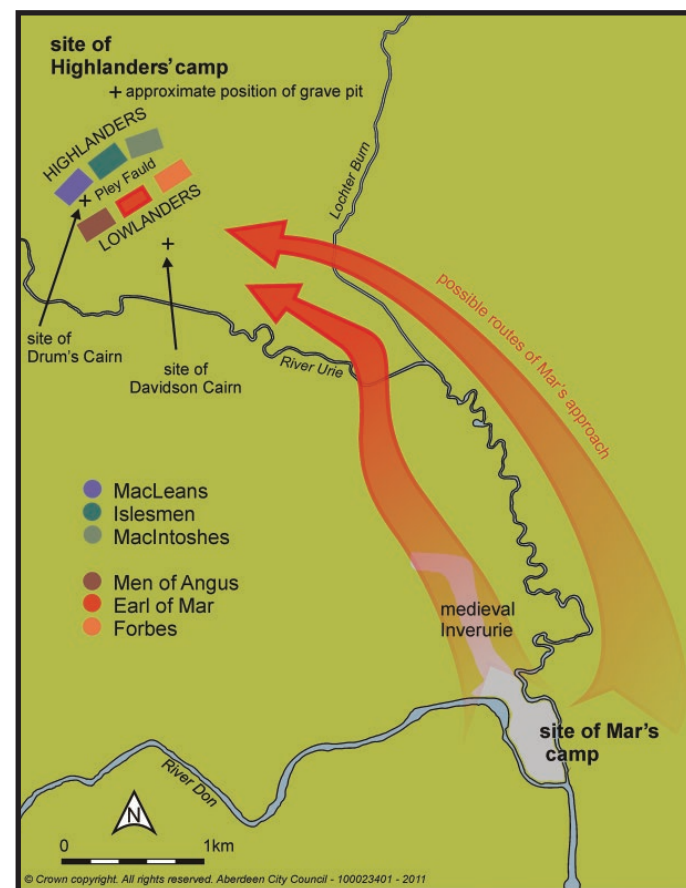 site of
Highlanders' camp
approximate position of grave pit
HIGHLANDERS
Pley Fauld
LOWLANDERS
Lochter Burn
site of
Drum's Cairn
site of
Davidson Cairn
River Urie
possible routes of Mar's approach
MacLeans
Islesmen
MacIntoshes
Men of Angus
Earl of Mar
Forbes
medieval
Inverurie
site of Mar's
camp
River Don
N
0 1km
© Crown copyright. All rights reserved. Aberdeen City Council - 100023401 - 2011